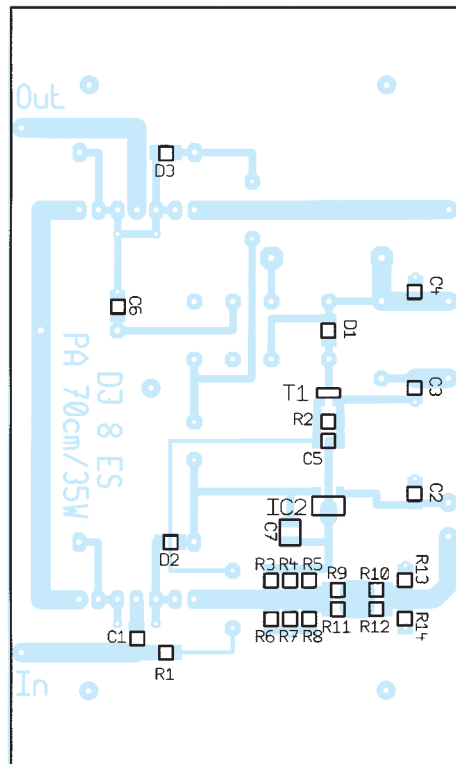 Out
D3
C4
C6
D1
C3
T1
R2
C5
D3 8 ES
PA 70cm/35W
C2
IC2
C7
D2
R3 R4 R5
R9 R10
R13
R6 R7 R8
R11 R12
R14
C1
R1
In